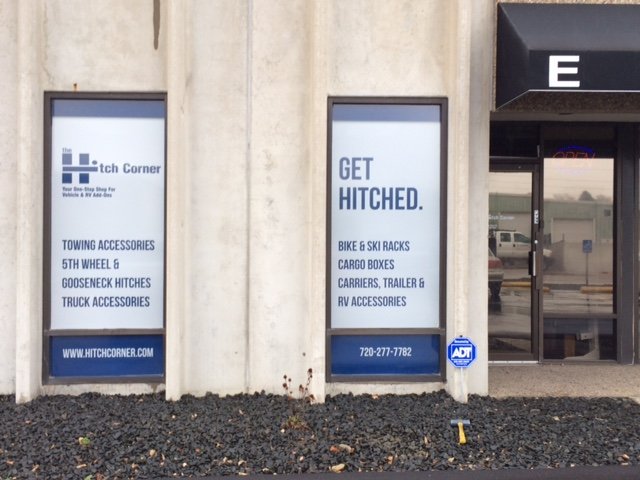 the
Hitch Corner
Your One-Stop Shop For
Vehicle & RV Add-Ons
TOWING ACCESSORIES
5TH WHEEL &
GOOSENECK HITCHES
TRUCK ACCESSORIES
WWW.HITCHCORNER.COM
GET
HITCHED.
BIKE & SKI RACKS
CARGO BOXES
CARRIERS, TRAILER &
RV ACCESSORIES
720-277-7782
ADT
E
OPEN